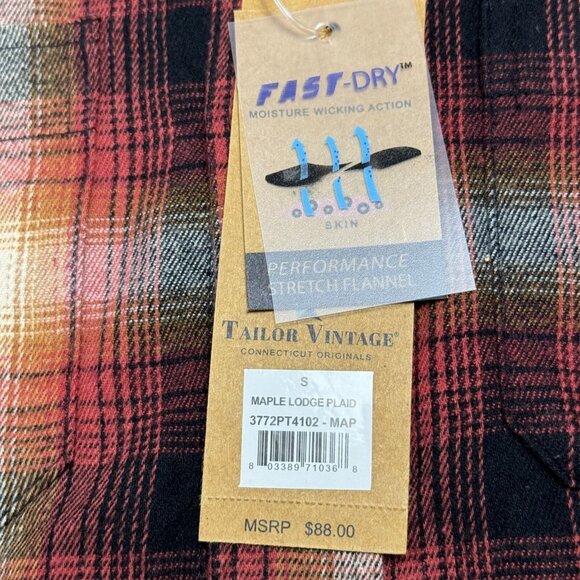 FAST-DRY™
MOISTURE WICKING ACTION
SKIN
PERFORMANCE
STRETCH FLANNEL
TAILOR VINTAGE®
CONNECTICUT ORIGINALS
S
MAPLE LODGE PLAID
3772PT4102 - MAP
8 03389 71036 8
MSRP $88.00